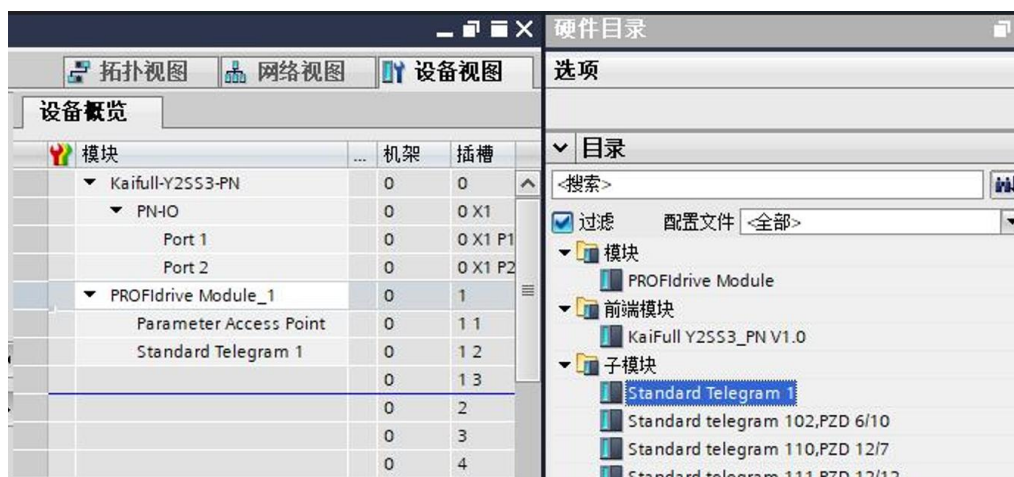 硬件目录
拓扑视图 网络视图 设备视图
选项
设备概览
模块 ... 机架 插槽
目录
Kaifull-Y2SS3-PN 0 0
<搜索>
PN-IO 0 0 X1
过滤 配置文件 <全部>
Port 1 0 0 X1 P1
模块
Port 2 0 0 X1 P2
PROFIdrive Module
PROFIdrive Module_1 0 1
前端模块
Parameter Access Point 0 1 1
KaiFull Y2SS3_PN V1.0
Standard Telegram 1 0 1 2
子模块
0 1 3
Standard Telegram 1
0 2
Standard telegram 102,PZD 6/10
0 3
Standard telegram 110,PZD 12/7
0 4
Standard telegram 111,PZD 12/12